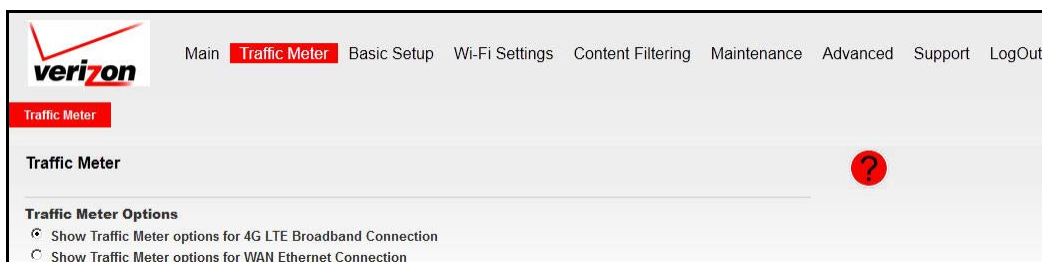 verizon
Main Traffic Meter Basic Setup Wi-Fi Settings Content Filtering Maintenance Advanced Support LogOut
Traffic Meter
Traffic Meter
?
Traffic Meter Options
Show Traffic Meter options for 4G LTE Broadband Connection
Show Traffic Meter options for WAN Ethernet Connection